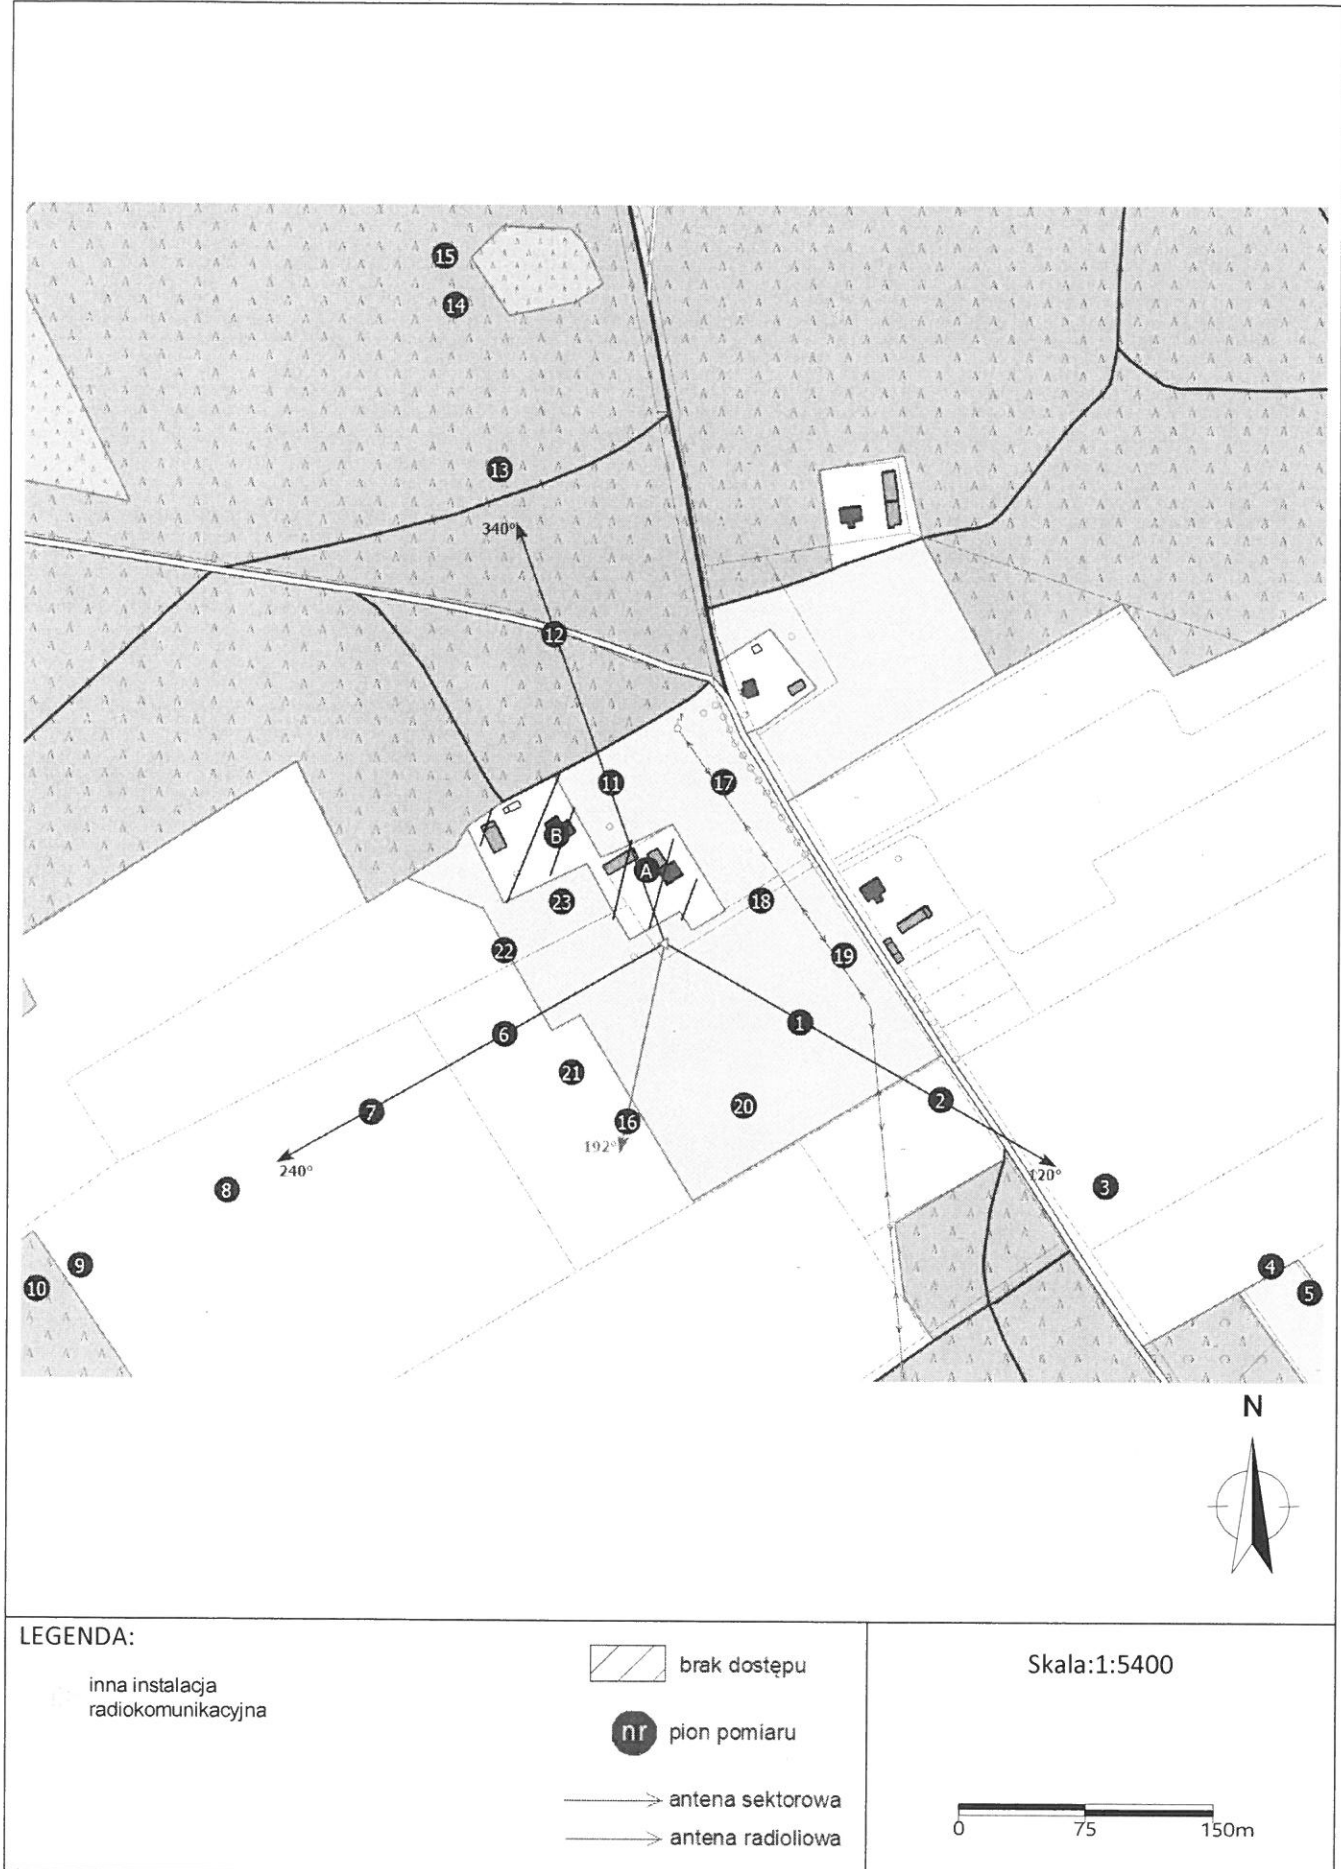 15
14
13
340°
12
11
17
B
A
23
18
22
19
1
6
21
20
2
7
16
192°
240°
120°
8
3
9
4
10
5
N
LEGENDA:
inna instalacja
radiokomunikacyjna
brak dostępu
nr pion pomiaru
antena sektorowa
antena radioliowa
Skala:1:5400
0 75 150m